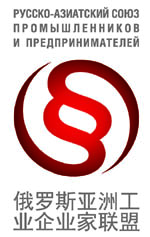 РУССКО-АЗИАТСКИЙ СОЮЗ
ПРОМЫШЛЕННИКОВ
И ПРЕДПРИНИМАТЕЛЕЙ
§
俄罗斯亚洲工
业企业家联盟